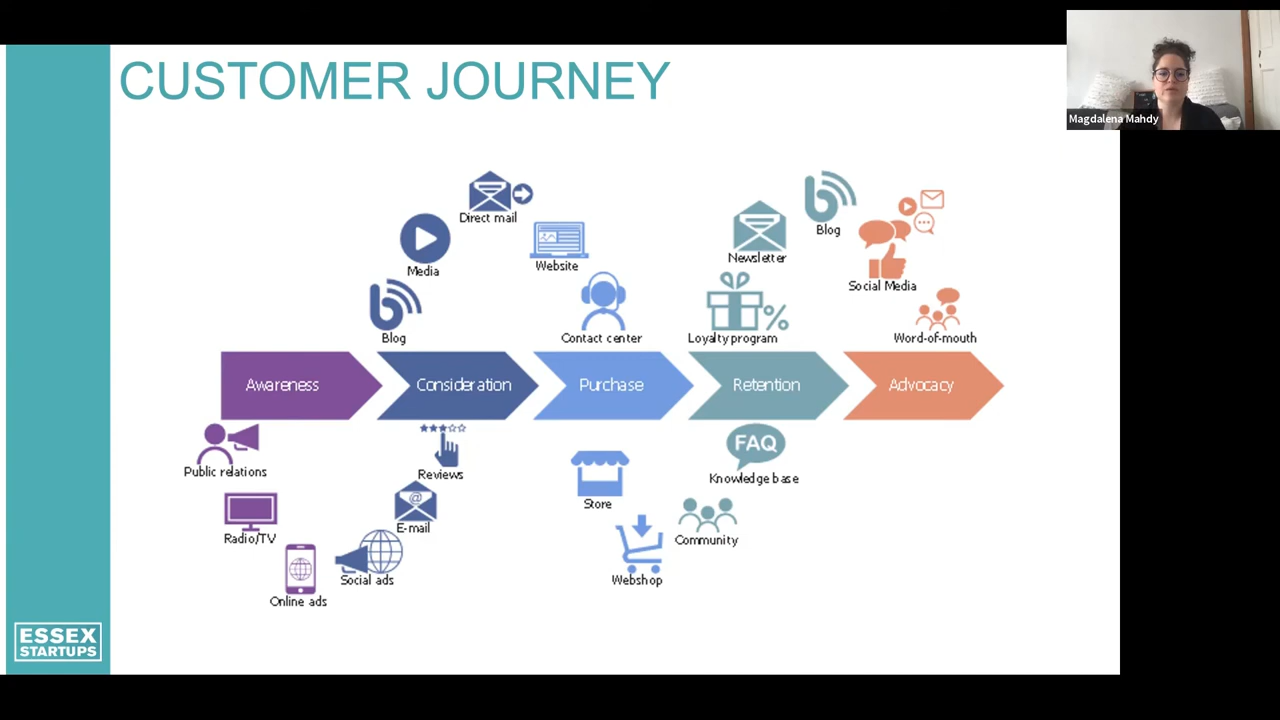 CUSTOMER JOURNEY
Magdalena Mahdy
Direct mail
Media
Website
Blog
Contact center
Newsletter
Blog
Loyalty program
Social Media
Word-of-mouth
Awareness
Consideration
Purchase
Retention
Advocacy
Public relations
Radio/TV
Online ads
Social ads
@
E-mail
Reviews
Store
Webshop
FAQ
Knowledge base
Community
%
ESSEX
STARTUPS